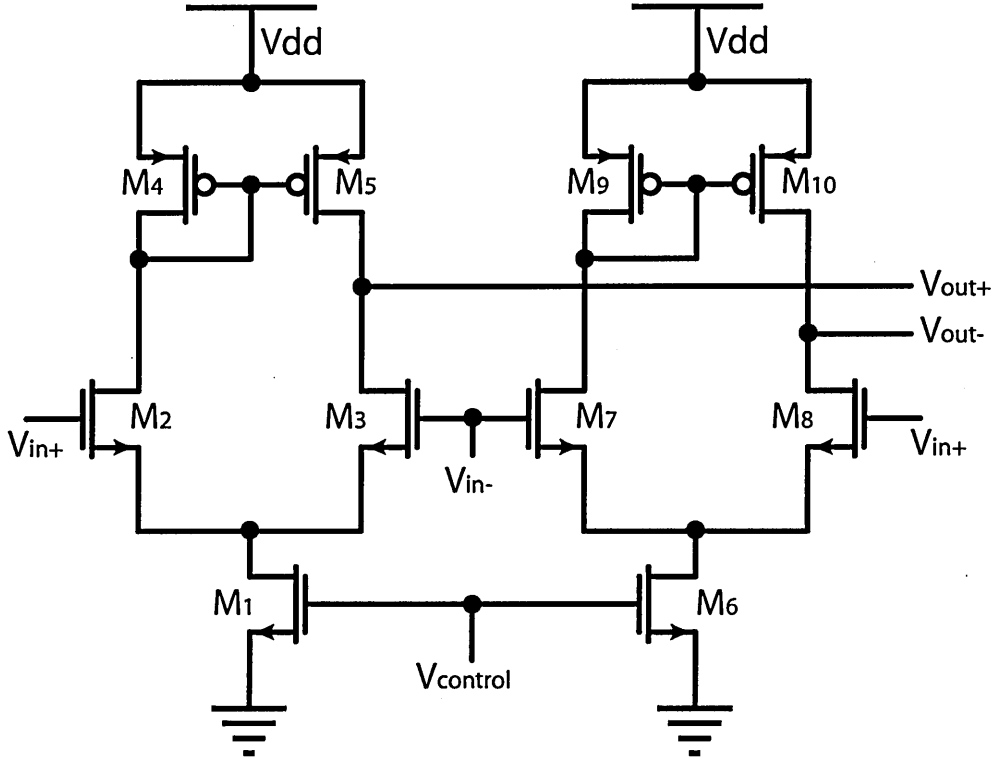 Vdd
Vdd
M4
M5
M9
M10
Vout+
Vout-
M2
M3
M7
M8
Vin+
Vin-
Vin+
M1
M6
Vcontrol